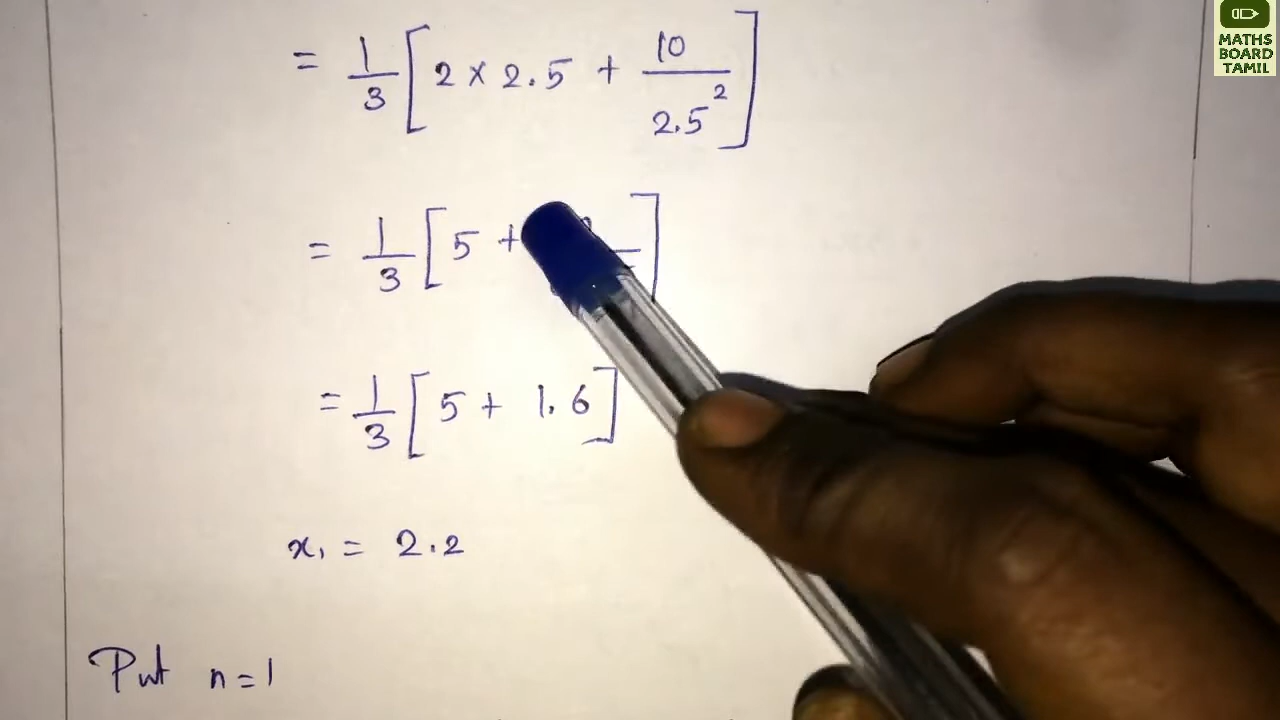 = 1/3 [ 2 × 2.5 + 10/2.5² ]
= 1/3 [ 5 + ]
= 1/3 [ 5 + 1.6 ]
x₁ = 2.2
Put n=1
MATHS
BOARD
TAMIL